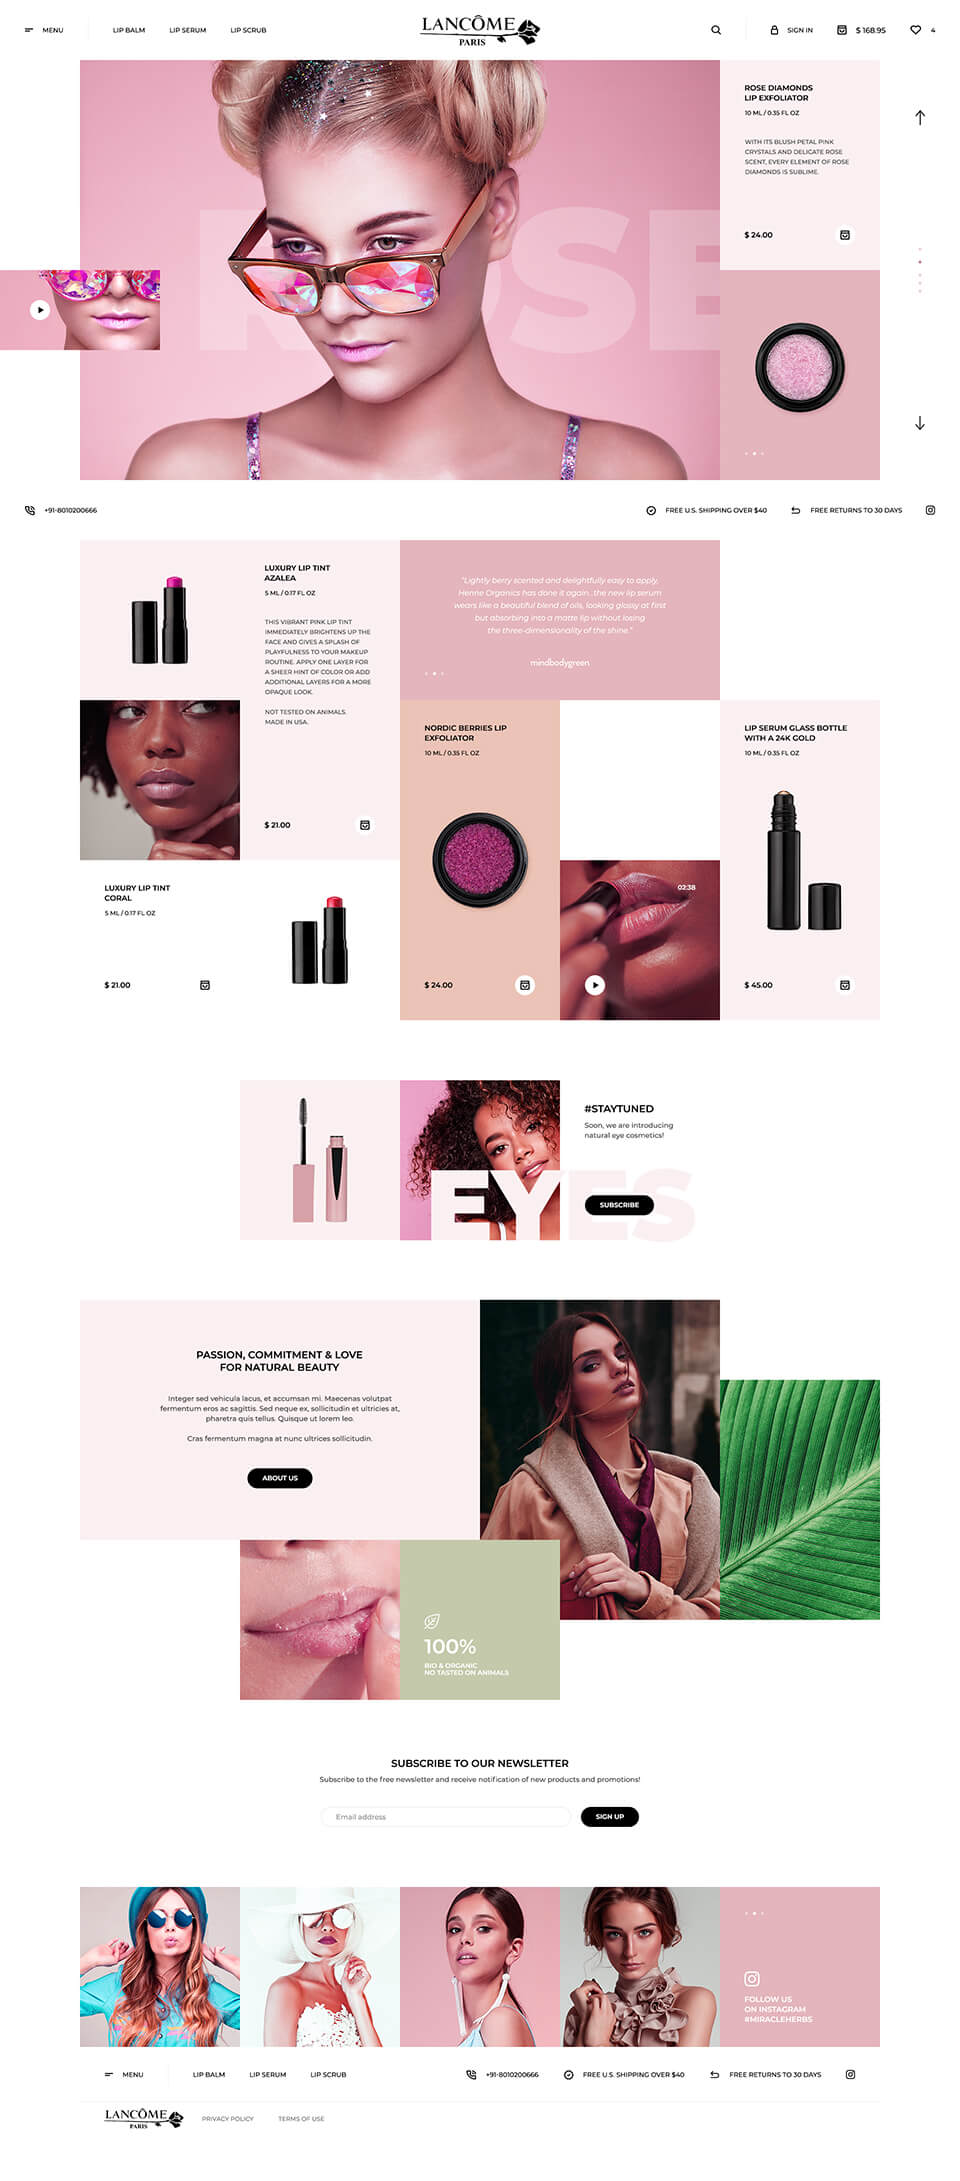 MENU
LIP BALM
LIP SERUM
LIP SCRUB
LANCÔME
PARIS
SIGN IN
$ 168.95
4
ROSE
ROSE DIAMONDS
LIP EXFOLIATOR
10 ML / 0.35 FL OZ
WITH ITS BLUSH PETAL PINK
CRYSTALS AND DELICATE ROSE
SCENT, EVERY ELEMENT OF ROSE
DIAMONDS IS SUBLIME.
$ 24.00
+91-8010200666
FREE U.S. SHIPPING OVER $40
FREE RETURNS TO 30 DAYS
LUXURY LIP TINT
AZALEA
5 ML / 0.17 FL OZ
THIS VIBRANT PINK LIP TINT
IMMEDIATELY BRIGHTENS UP THE
FACE AND GIVES A SPLASH OF
PLAYFULNESS TO YOUR MAKEUP
ROUTINE. APPLY ONE LAYER FOR
A SHEER HINT OF COLOR OR ADD
ADDITIONAL LAYERS FOR A MORE
OPAQUE LOOK.
NOT TESTED ON ANIMALS.
MADE IN USA.
$ 21.00
"Lightly berry scented and delightfully easy to apply,
Henne Organics has done it again...the new lip serum
wears like a beautiful blend of oils, looking glossy at first
but absorbing into a matte lip without losing
the three-dimensionality of the shine."
mindbodygreen
NORDIC BERRIES LIP
EXFOLIATOR
10 ML / 0.35 FL OZ
$ 24.00
LIP SERUM GLASS BOTTLE
WITH A 24K GOLD
10 ML / 0.35 FL OZ
$ 45.00
LUXURY LIP TINT
CORAL
5 ML / 0.17 FL OZ
$ 21.00
02:38
#STAYTUNED
Soon, we are introducing
natural eye cosmetics!
EYES
SUBSCRIBE
PASSION, COMMITMENT & LOVE
FOR NATURAL BEAUTY
Integer sed vehicula lacus, et accumsan mi. Maecenas volutpat
fermentum eros ac sagittis. Sed neque ex, sollicitudin et ultricies at,
pharetra quis tellus. Quisque ut lorem leo.
Cras fermentum magna at nunc ultrices sollicitudin.
ABOUT US
100%
BIO & ORGANIC
NO TASTED ON ANIMALS
SUBSCRIBE TO OUR NEWSLETTER
Subscribe to the free newsletter and receive notification of new products and promotions!
Email address
SIGN UP
FOLLOW US
ON INSTAGRAM
#MIRACLEHERBS
MENU
LIP BALM
LIP SERUM
LIP SCRUB
+91-8010200666
FREE U.S. SHIPPING OVER $40
FREE RETURNS TO 30 DAYS
LANCÔME
PARIS
PRIVACY POLICY
TERMS OF USE